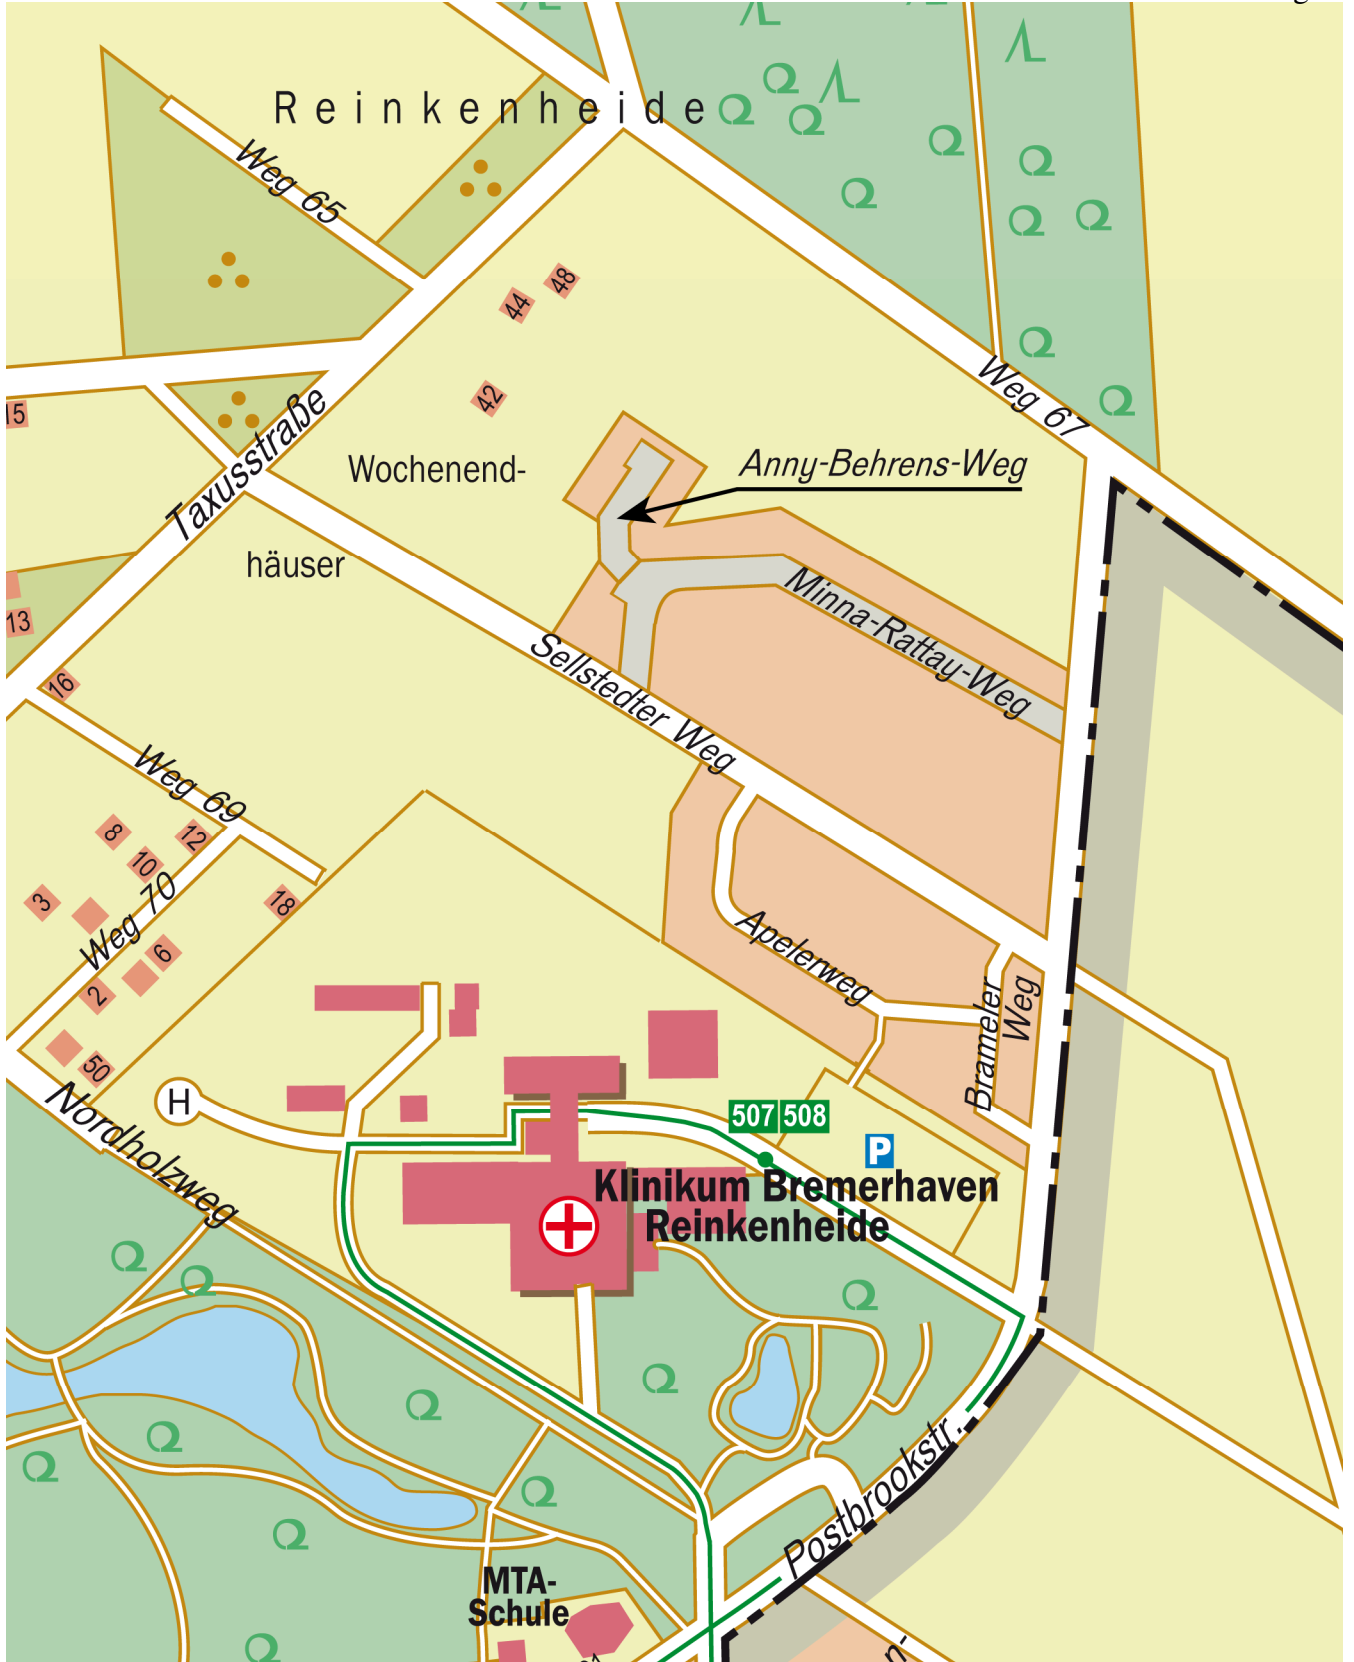 g
Reinkenheide
Weg 65
48
44
42
Weg 67
15
Taxusstraße
Wochenend-
Anny-Behrens-Weg
häuser
Minna-Rattay-Weg
13
Sellstedter Weg
16
Weg 69
8
12
10
3
18
Weg 70
6
2
Apelerweg
Brameler
Weg
50
Nordholzweg
H
507 508
P
Klinikum Bremerhaven
Reinkenheide
Postbrookstr.
MTA-
Schule
n-